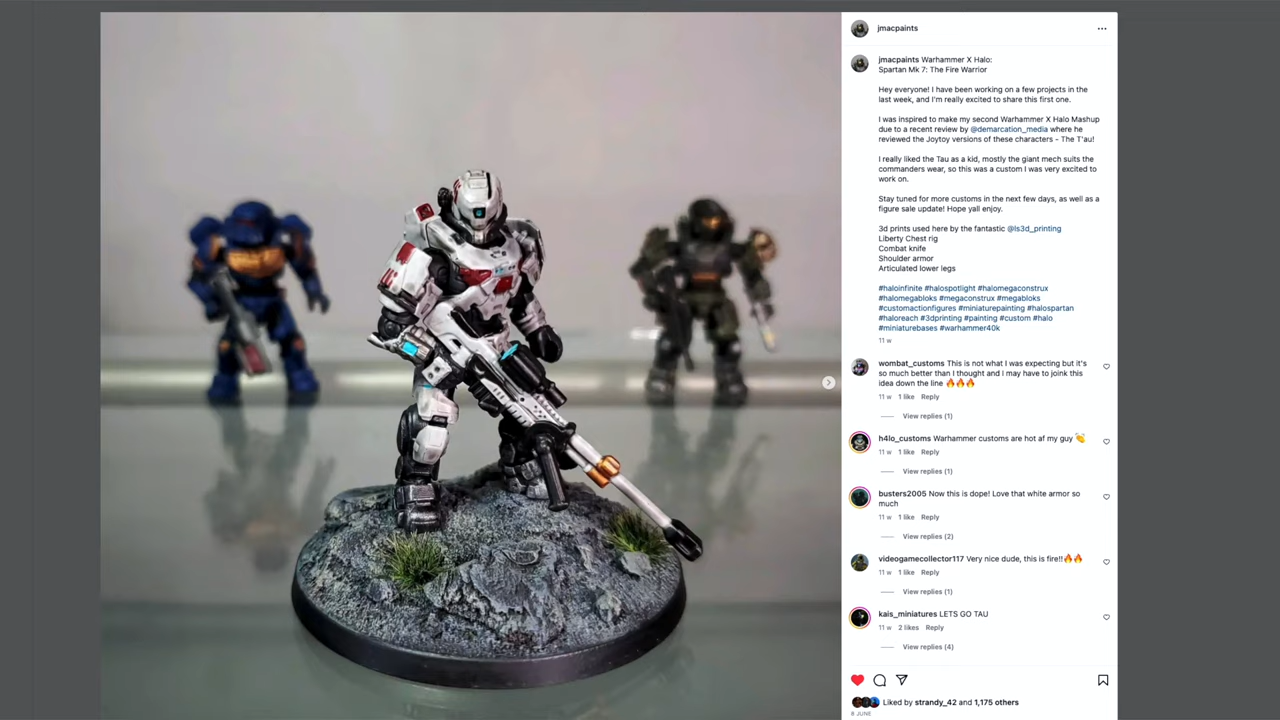 jmacpaints
jmacpaints Warhammer X Halo:
Spartan Mk 7: The Fire Warrior
Hey everyone! I have been working on a few projects in the
last week, and I'm really excited to share this first one.
I was inspired to make my second Warhammer X Halo Mashup
due to a recent review by @demarcation_media where he
reviewed the Joytoy versions of these characters - The T'au!
I really liked the Tau as a kid, mostly the giant mech suits the
commanders wear, so this was a custom I was very excited to
work on.
Stay tuned for more customs in the next few days, as well as a
figure sale update! Hope yall enjoy.
3d prints used here by the fantastic @ls3d_printing
Liberty Chest rig
Combat knife
Shoulder armor
Articulated lower legs
#haloinfinite #halospotlight #halomegaconstrux
#halomegabloks #megaconstrux #megabloks
#customactionfigures #miniaturepainting #halospartan
#haloreach #3dprinting #painting #custom #halo
#miniaturebases #warhammer40k
11 w
wombat_customs This is not what I was expecting but it's
so much better than I thought and i may have to joink this
idea down the line 🔥🔥🔥
11 w 1 like Reply
View replies (1)
h4lo_customs Warhammer customs are hot af my guy 👏
11 w 1 like Reply
View replies (1)
busters2005 Now this is dope! Love that white armor so
much
11 w 1 like Reply
View replies (2)
videogamecollector117 Very nice dude, this is fire!!🔥🔥
11 w 1 like Reply
View replies (1)
kais_miniatures LETS GO TAU
11 w 2 likes Reply
View replies (4)
Liked by strandy_42 and 1,175 others
6 JUNE